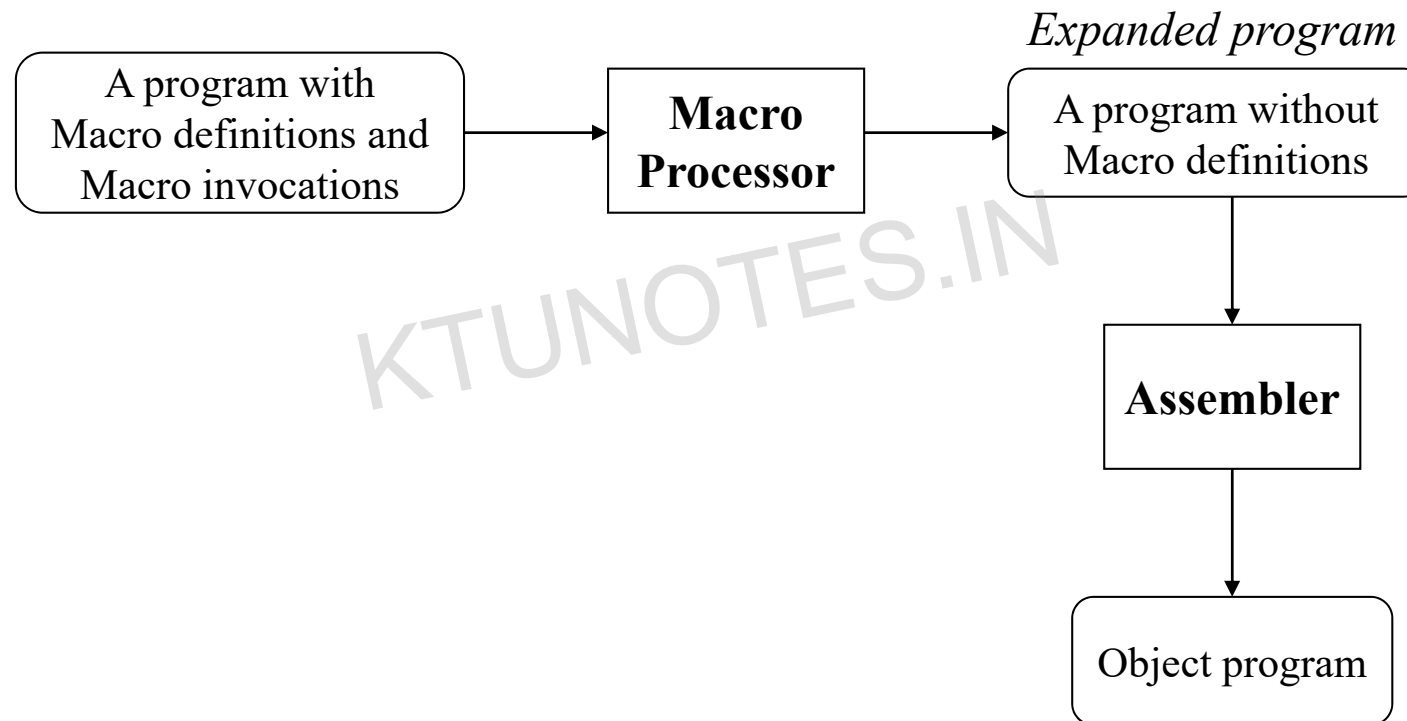 Expanded program
A program with
Macro definitions and
Macro invocations
Macro
Processor
A program without
Macro definitions
KTUNOTES.IN
Assembler
Object program